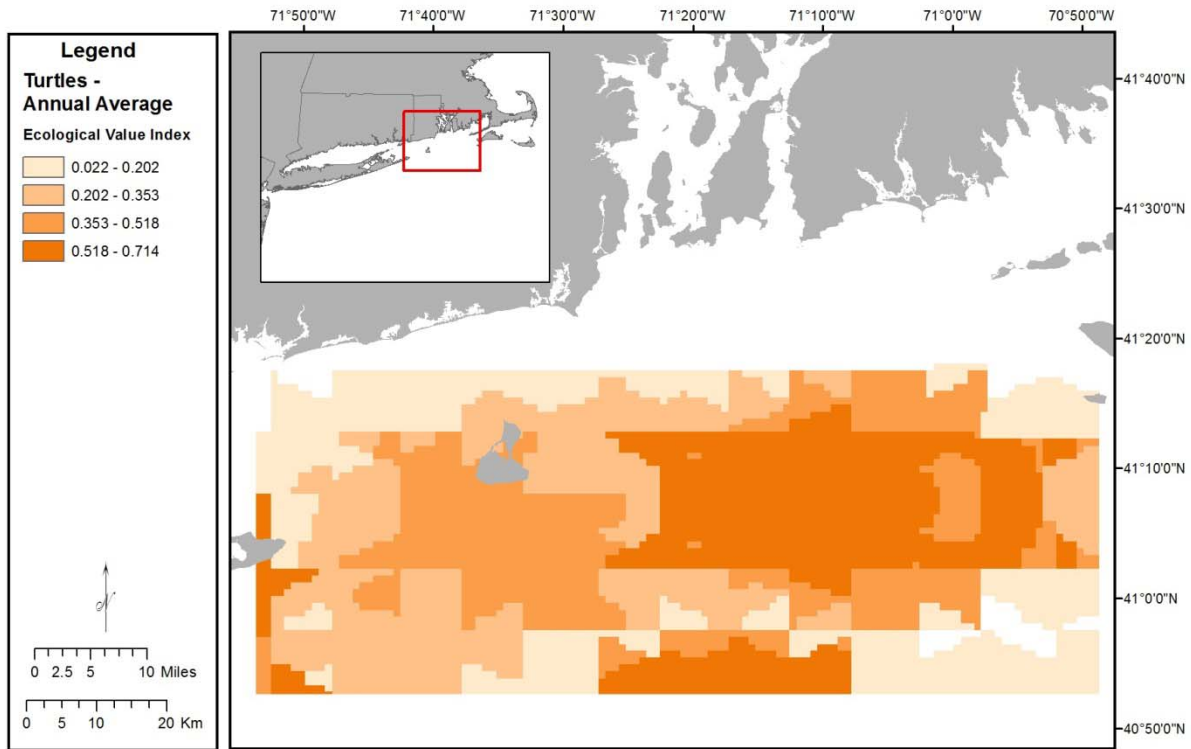 Legend
Turtles -
Annual Average
Ecological Value Index
0.022 - 0.202
0.202 - 0.353
0.353 - 0.518
0.518 - 0.714
N
0 2.5 5 10 Miles
0 5 10 20 Km
71°50'0"W 71°40'0"W 71°30'0"W 71°20'0"W 71°10'0"W 71°0'0"W 70°50'0"W
41°40'0"N
41°30'0"N
41°20'0"N
41°10'0"N
41°0'0"N
40°50'0"N